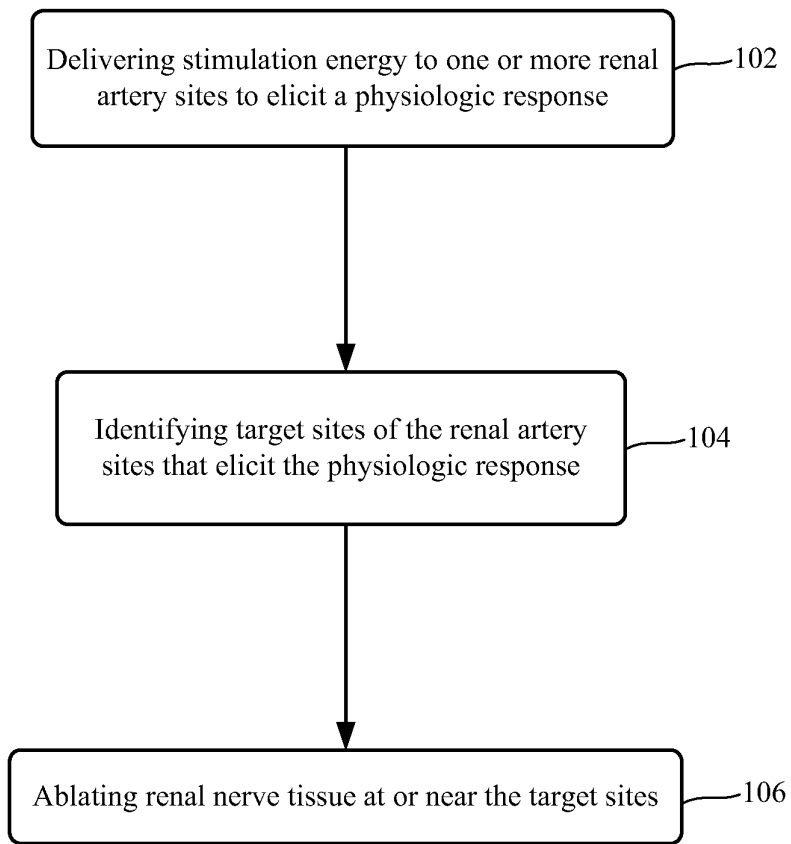 Delivering stimulation energy to one or more renal
artery sites to elicit a physiologic response
102
Identifying target sites of the renal artery
sites that elicit the physiologic response
104
Ablating renal nerve tissue at or near the target sites
106